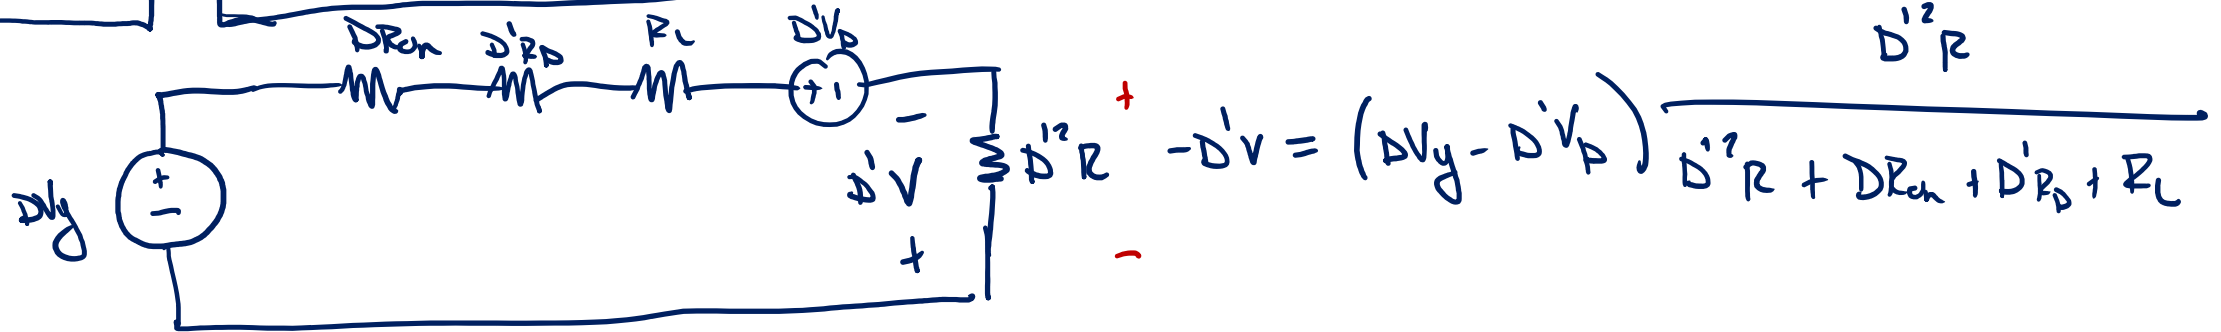 DRon D'RD RL D'VD
+ -
DVg + -
- D'V + D'²R
+ -
-D'V = (DVg - D'VD) D'²R / D'²R + DRon + D'RD + RL